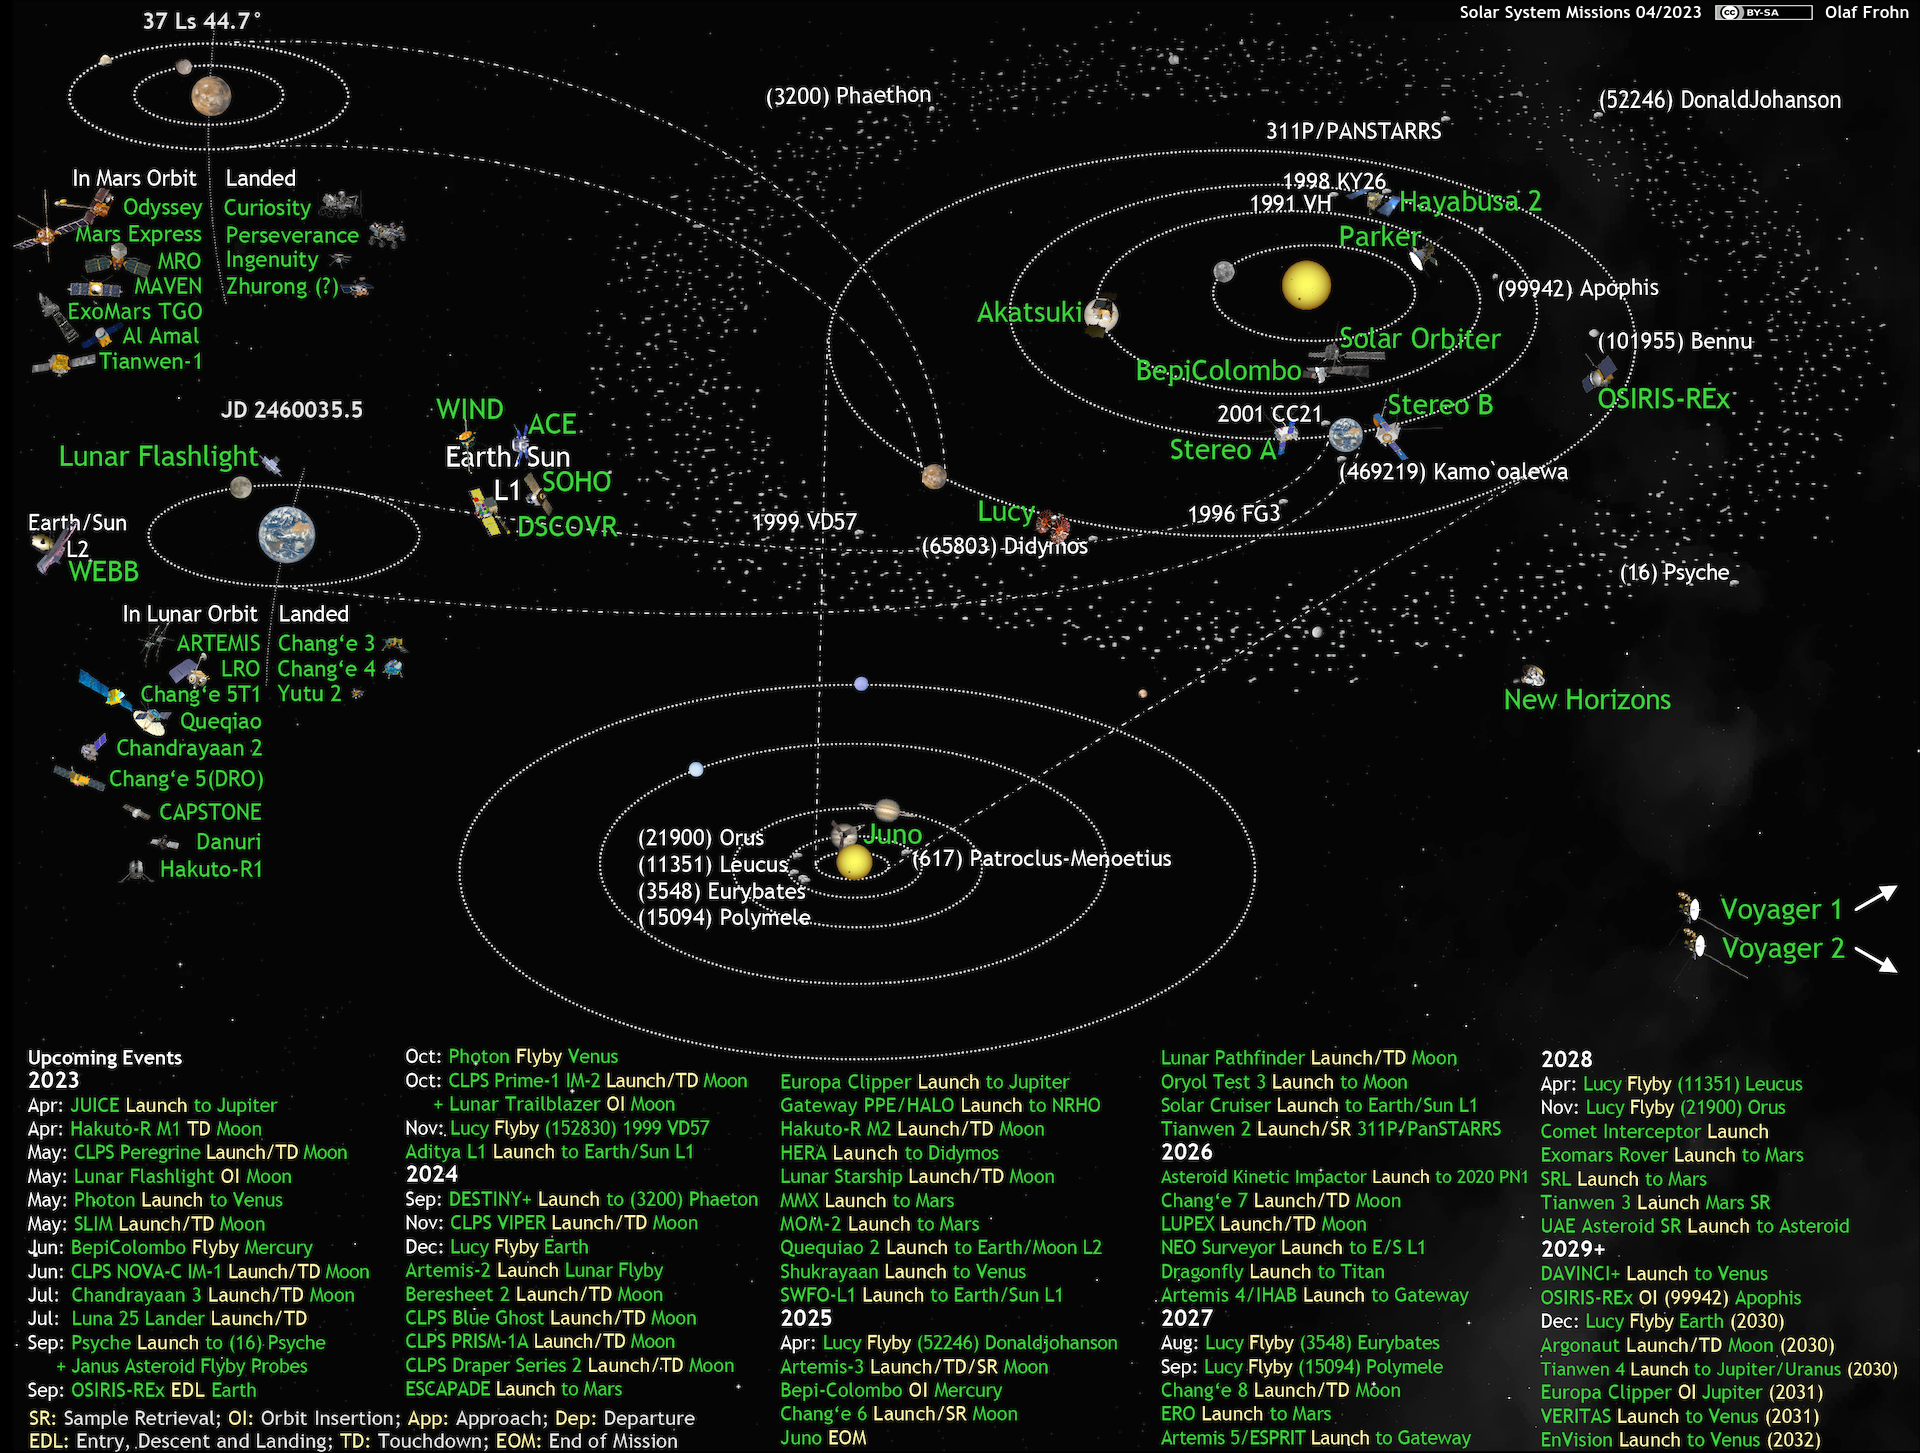 Solar System Missions 04/2023 cc BY-SA Olaf Frohn
37 Ls 44.7°
(3200) Phaethon
(52246) DonaldJohanson
311P/PANSTARRS
In Mars Orbit
Odyssey
Mars Express
MRO
MAVEN
ExoMars TGO
Al Amal
Tianwen-1
Landed
Curiosity
Perseverance
Ingenuity
Zhurong (?)
1998 KY26
1991 VH
Hayabusa 2
Parker
(99942) Apophis
Akatsuki
Solar Orbiter
(101955) Bennu
BepiColombo
OSIRIS-REx
2001 CC21
Stereo B
Stereo A
(469219) Kamo`oalewa
JD 2460035.5
WIND
ACE
Lunar Flashlight
Earth/Sun
L1
SOHO
DSCOVR
Earth/Sun
L2
WEBB
1999 VD57
Lucy
1996 FG3
(65803) Didymos
(16) Psyche
In Lunar Orbit
ARTEMIS
LRO
Chang‘e 5T1
Queqiao
Chandrayaan 2
Chang‘e 5(DRO)
CAPSTONE
Danuri
Hakuto-R1
Landed
Chang‘e 3
Chang‘e 4
Yutu 2
New Horizons
Juno
(21900) Orus
(11351) Leucus
(3548) Eurybates
(15094) Polymele
(617) Patroclus-Menoetius
Voyager 1
Voyager 2
Upcoming Events
2023
Apr: JUICE Launch to Jupiter
Apr: Hakuto-R M1 TD Moon
May: CLPS Peregrine Launch/TD Moon
May: Lunar Flashlight OI Moon
May: Photon Launch to Venus
May: SLIM Launch/TD Moon
Jun: BepiColombo Flyby Mercury
Jun: CLPS NOVA-C IM-1 Launch/TD Moon
Jul: Chandrayaan 3 Launch/TD Moon
Jul: Luna 25 Lander Launch/TD
Sep: Psyche Launch to (16) Psyche
+ Janus Asteroid Flyby Probes
Sep: OSIRIS-REx EDL Earth
Oct: Photon Flyby Venus
Oct: CLPS Prime-1 IM-2 Launch/TD Moon
+ Lunar Trailblazer OI Moon
Nov: Lucy Flyby (152830) 1999 VD57
Aditya L1 Launch to Earth/Sun L1
2024
Sep: DESTINY+ Launch to (3200) Phaeton
Nov: CLPS VIPER Launch/TD Moon
Dec: Lucy Flyby Earth
Artemis-2 Launch Lunar Flyby
Beresheet 2 Launch/TD Moon
CLPS Blue Ghost Launch/TD Moon
CLPS PRISM-1A Launch/TD Moon
CLPS Draper Series 2 Launch/TD Moon
ESCAPADE Launch to Mars
Europa Clipper Launch to Jupiter
Gateway PPE/HALO Launch to NRHO
Hakuto-R M2 Launch/TD Moon
HERA Launch to Didymos
Lunar Starship Launch/TD Moon
MMX Launch to Mars
MOM-2 Launch to Mars
Quequiao 2 Launch to Earth/Moon L2
Shukrayaan Launch to Venus
SWFO-L1 Launch to Earth/Sun L1
2025
Apr: Lucy Flyby (52246) Donaldjohanson
Artemis-3 Launch/TD/SR Moon
Bepi-Colombo OI Mercury
Chang‘e 6 Launch/SR Moon
Juno EOM
Lunar Pathfinder Launch/TD Moon
Oryol Test 3 Launch to Moon
Solar Cruiser Launch to Earth/Sun L1
Tianwen 2 Launch/SR 311P/PanSTARRS
2026
Asteroid Kinetic Impactor Launch to 2020 PN1
Chang‘e 7 Launch/TD Moon
LUPEX Launch/TD Moon
NEO Surveyor Launch to E/S L1
Dragonfly Launch to Titan
Artemis 4/IHAB Launch to Gateway
2027
Aug: Lucy Flyby (3548) Eurybates
Sep: Lucy Flyby (15094) Polymele
Chang‘e 8 Launch/TD Moon
ERO Launch to Mars
Artemis 5/ESPRIT Launch to Gateway
2028
Apr: Lucy Flyby (11351) Leucus
Nov: Lucy Flyby (21900) Orus
Comet Interceptor Launch
Exomars Rover Launch to Mars
SRL Launch to Mars
Tianwen 3 Launch Mars SR
UAE Asteroid SR Launch to Asteroid
2029+
DAVINCI+ Launch to Venus
OSIRIS-REx OI (99942) Apophis
Dec: Lucy Flyby Earth (2030)
Argonaut Launch/TD Moon (2030)
Tianwen 4 Launch to Jupiter/Uranus (2030)
Europa Clipper OI Jupiter (2031)
VERITAS Launch to Venus (2031)
EnVision Launch to Venus (2032)
SR: Sample Retrieval; OI: Orbit Insertion; App: Approach; Dep: Departure
EDL: Entry, Descent and Landing; TD: Touchdown; EOM: End of Mission